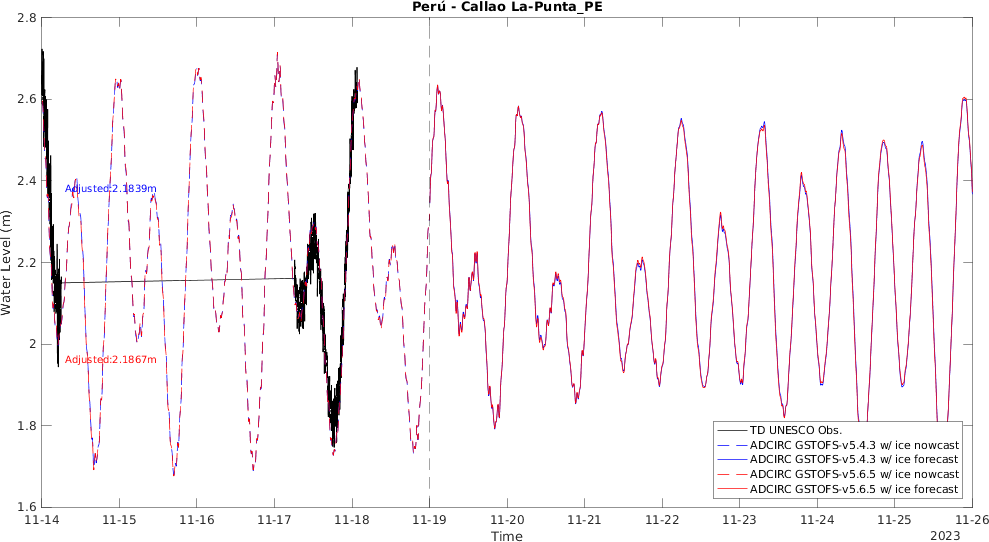 Perú - Callao La-Punta_PE
2.8
2.6
2.4
2.2
2
1.8
1.6
Water Level (m)
Adjusted:2.1839m
Adjusted:2.1867m
TD UNESCO Obs.
ADCIRC GSTOFS-v5.4.3 w/ ice nowcast
ADCIRC GSTOFS-v5.4.3 w/ ice forecast
ADCIRC GSTOFS-v5.6.5 w/ ice nowcast
ADCIRC GSTOFS-v5.6.5 w/ ice forecast
11-14 11-15 11-16 11-17 11-18 11-19 11-20 11-21 11-22 11-23 11-24 11-25 11-26
Time
2023